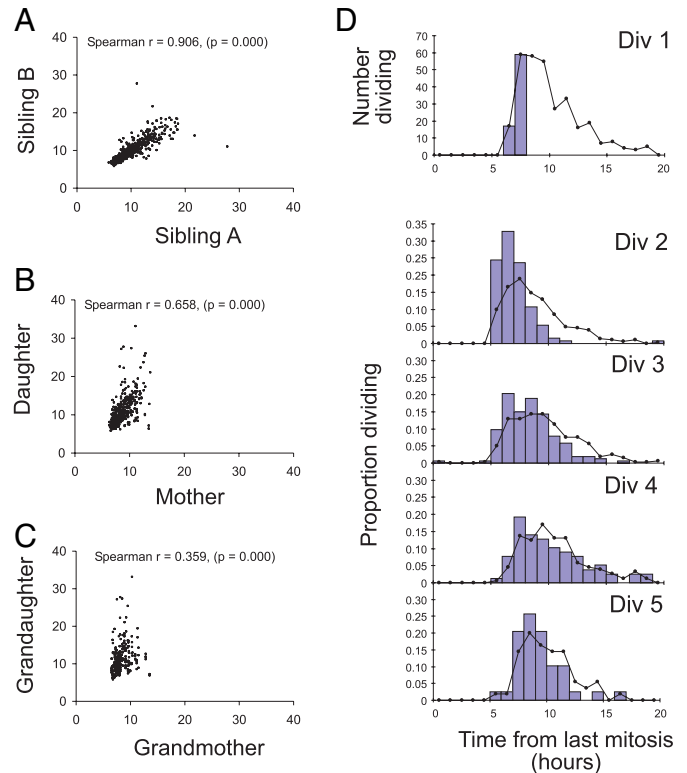 A
Spearman r = 0.906, (p = 0.000)
40
30
20
10
0
Sibling B
0 10 20 30 40
Sibling A
B
Spearman r = 0.658, (p = 0.000)
40
30
20
10
0
Daughter
0 10 20 30 40
Mother
C
Spearman r = 0.359, (p = 0.000)
40
30
20
10
0
Grandaughter
0 10 20 30 40
Grandmother
D
Div 1
Number
dividing
70
60
50
40
30
20
10
0
0 5 10 15 20
Proportion dividing
Div 2
0.35
0.30
0.25
0.20
0.15
0.10
0.05
0
Div 3
0.30
0.25
0.20
0.15
0.10
0.05
0
Div 4
0.30
0.25
0.20
0.15
0.10
0.05
0
Div 5
0.30
0.25
0.20
0.15
0.10
0.05
0
0 5 10 15 20
Time from last mitosis
(hours)